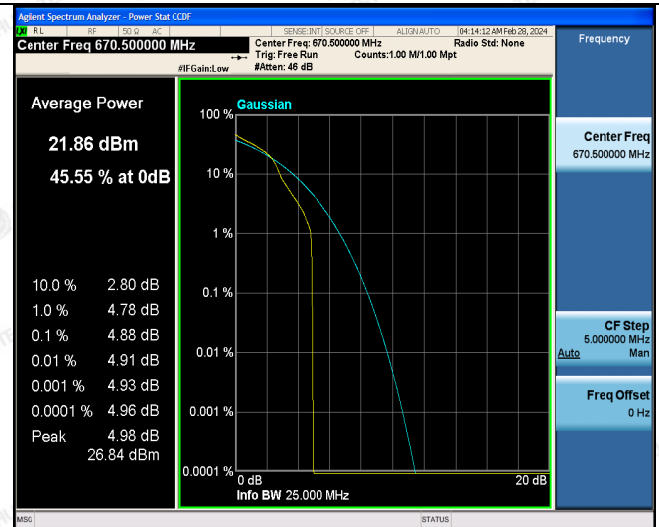 Agilent Spectrum Analyzer - Power Stat CCDF
RL RF 50 Ω AC SENSE:INT SOURCE OFF ALIGNAUTO 04:14:12 AM Feb 28, 2024
Center Freq 670.500000 MHz
Center Freq: 670.500000 MHz Radio Std: None
Trig: Free Run Counts:1.00 M/1.00 Mpt
#IFGain:Low #Atten: 46 dB
Frequency
Average Power
21.86 dBm
45.55 % at 0dB
10.0 % 2.80 dB
1.0 % 4.78 dB
0.1 % 4.88 dB
0.01 % 4.91 dB
0.001 % 4.93 dB
0.0001 % 4.96 dB
Peak 4.98 dB
26.84 dBm
Gaussian
100 %
10 %
1 %
0.1 %
0.01 %
0.001 %
0.0001 %
0 dB 20 dB
Info BW 25.000 MHz
Center Freq
670.500000 MHz
CF Step
5.000000 MHz
Auto Man
Freq Offset
0 Hz
MSG STATUS